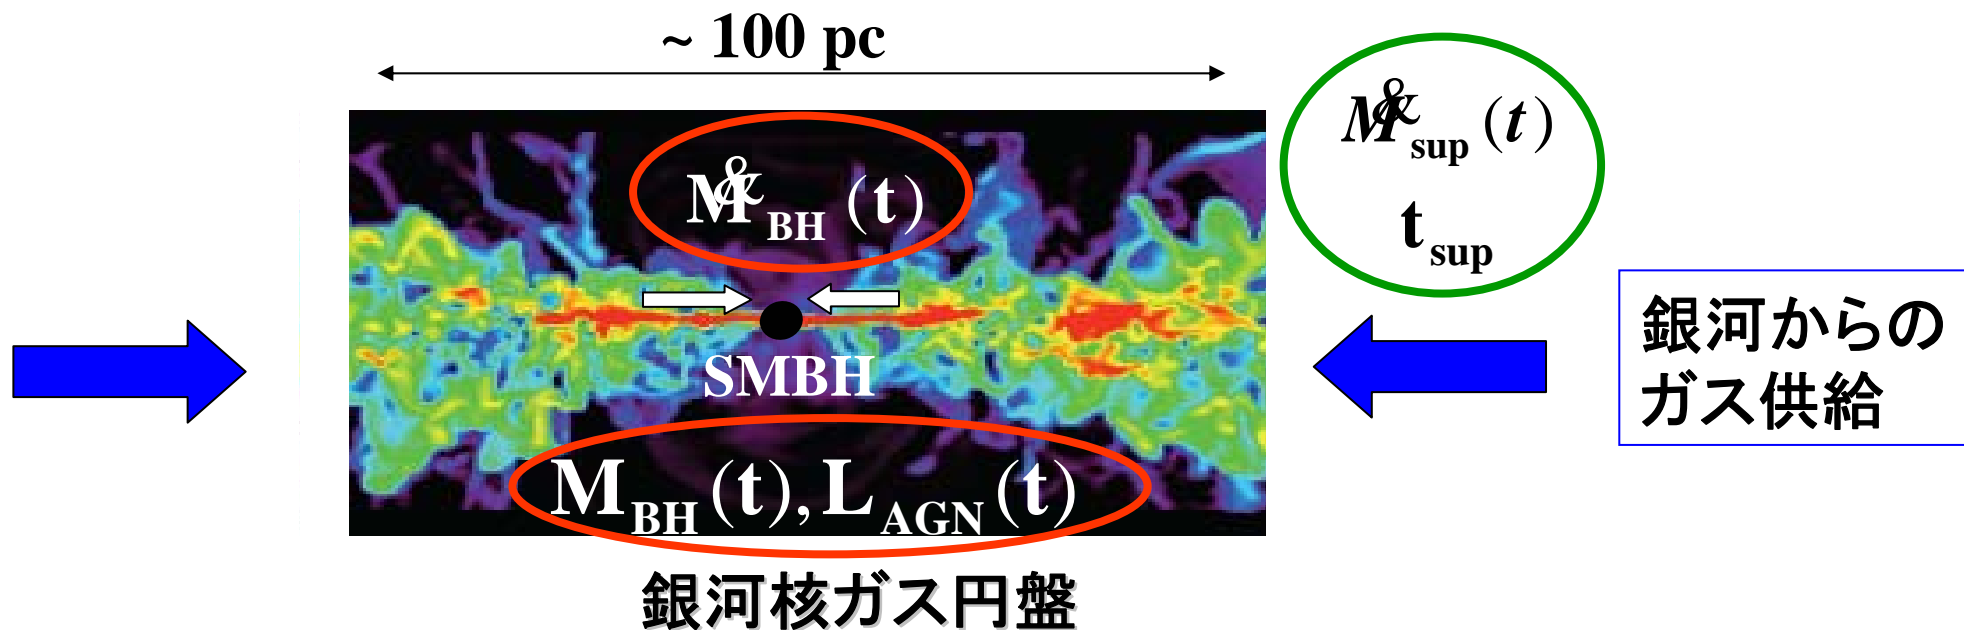 ~ 100 pc
M&sup (t)
tsup
M&BH (t)
SMBH
MBH (t), LAGN (t)
銀河からの
ガス供給
銀河核ガス円盤